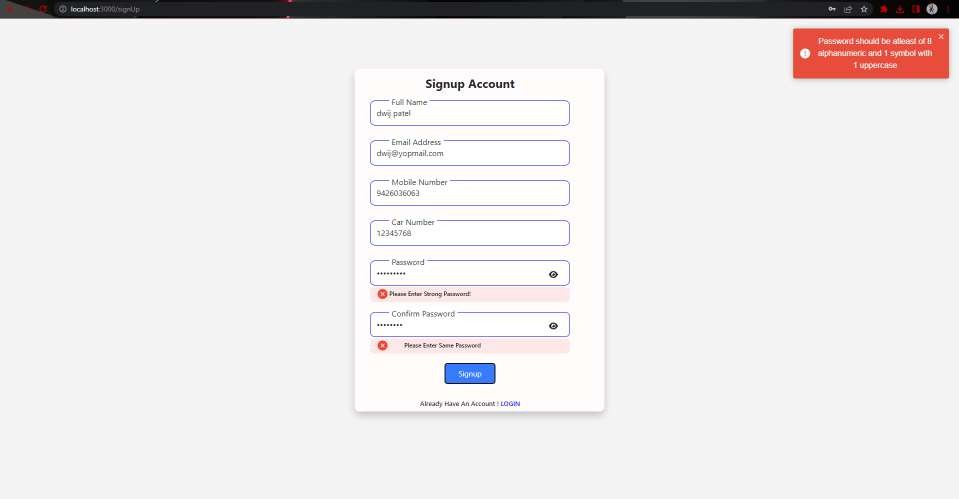 localhost:3000/signUp
Password should be atleast of 8
alphanumeric and 1 symbol with
1 uppercase
Signup Account
Full Name
dwij patel
Email Address
dwij@yopmail.com
Mobile Number
9426036063
Car Number
12345768
Password
•••••••••
Please Enter Strong Password!
Confirm Password
••••••••
Please Enter Same Password
Signup
Already Have An Account ! LOGIN